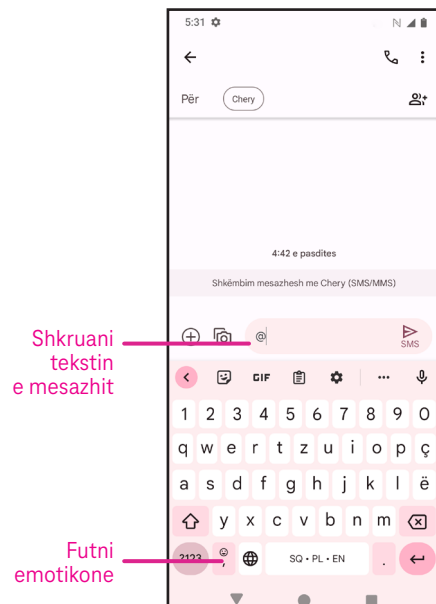 5:31
Për Chery
4:42 e pasdites
Shkëmbim mesazhesh me Chery (SMS/MMS)
@
SMS
Shkruani
tekstin
e mesazhit
GIF
1 2 3 4 5 6 7 8 9 0
q w e r t z u i o p ç
a s d f g h j k l ë
y x c v b n m
?123 , SQ • PL • EN .
Futni
emotikone